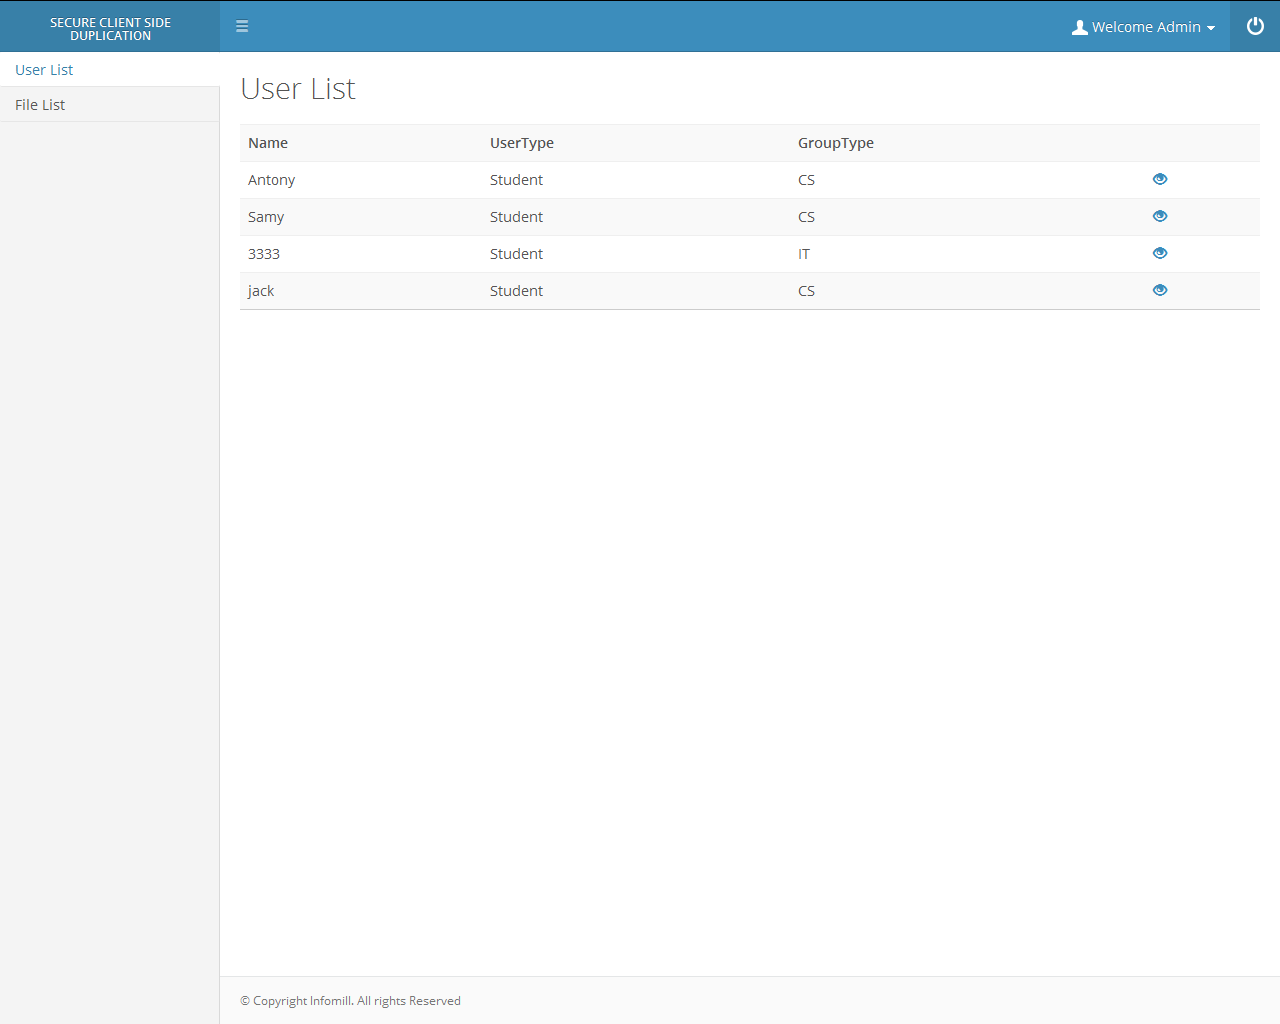 SECURE CLIENT SIDE
DUPLICATION
Welcome Admin
User List
File List
User List
Name UserType GroupType
Antony Student CS
Samy Student CS
3333 Student IT
jack Student CS
© Copyright Infomill. All rights Reserved